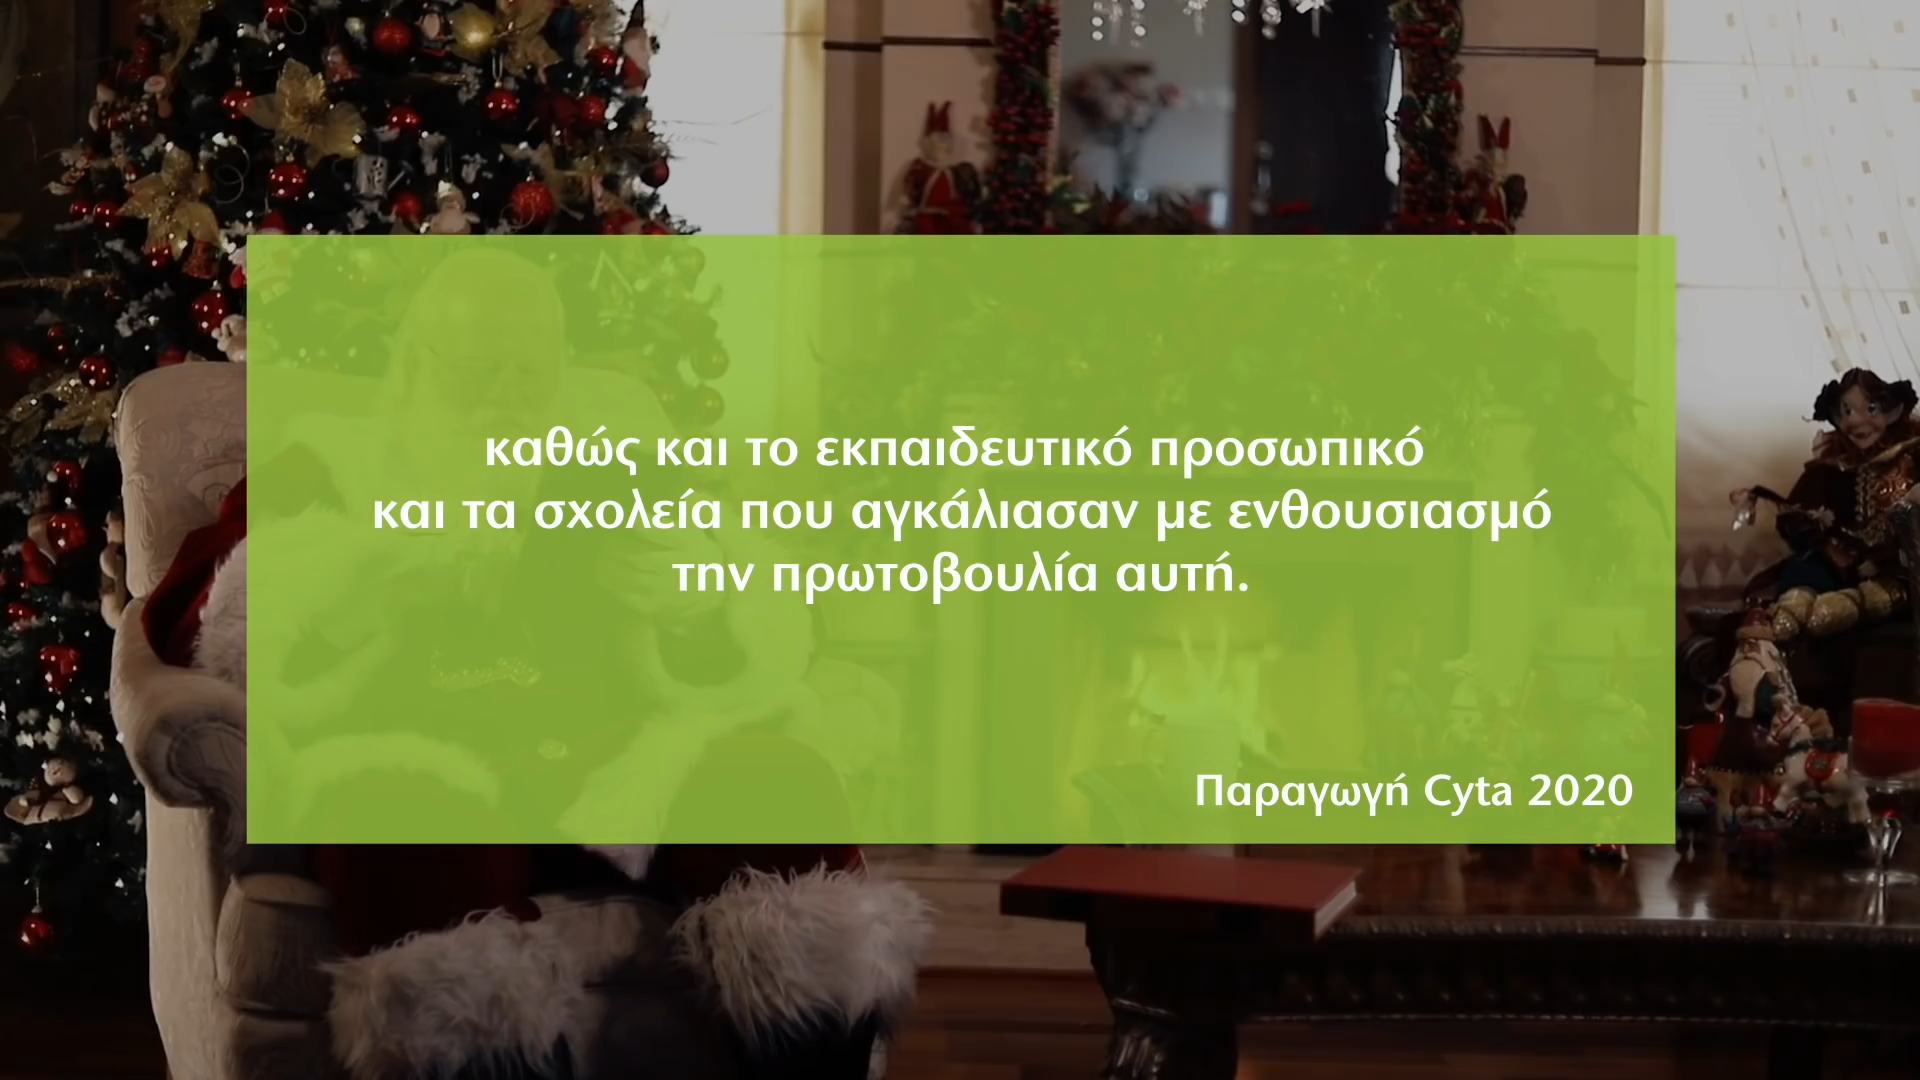 καθώς και το εκπαιδευτικό προσωπικό
και τα σχολεία που αγκάλιασαν με ενθουσιασμό
την πρωτοβουλία αυτή.
Παραγωγή Cyta 2020